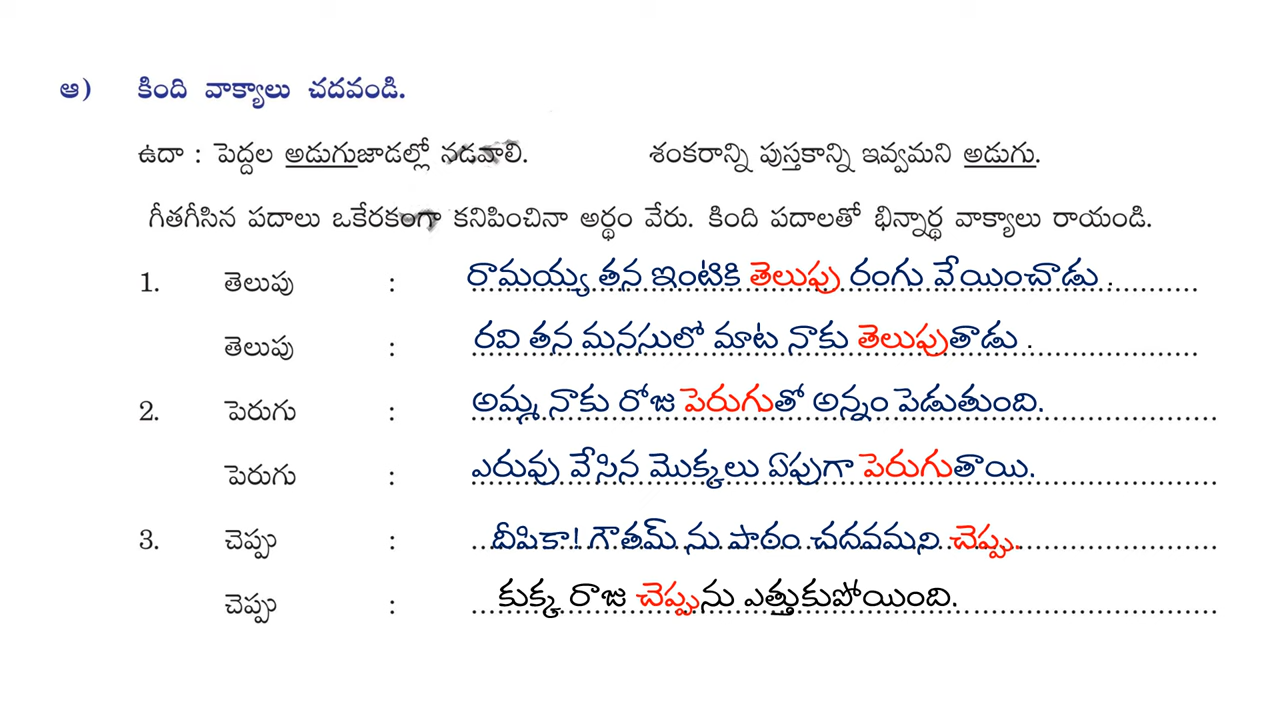 ఆ) కింది వాక్యాలు చదవండి.
ఉదా : పెద్దల అడుగుజాడల్లో నడవాలి. శంకరాన్ని పుస్తకాన్ని ఇవ్వమని అడుగు.
గీతగీసిన పదాలు ఒకేరకంగా కనిపించినా అర్థం వేరు. కింది పదాలతో భిన్నార్థ వాక్యాలు రాయండి.
1. తెలుపు : రామయ్య తన ఇంటికి తెలుపు రంగు వేయించాడు .
తెలుపు : రవి తన మనసులో మాట నాకు తెలుపుతాడు .
2. పెరుగు : అమ్మ నాకు రోజు పెరుగుతో అన్నం పెడుతుంది.
పెరుగు : ఎరువు వేసిన మొక్కలు ఏపుగా పెరుగుతాయి.
3. చెప్పు : దీపికా! గౌతమ్ ను పాఠం చదవమని చెప్పు.
చెప్పు : కుక్క రాజు చెప్పును ఎత్తుకుపోయింది.